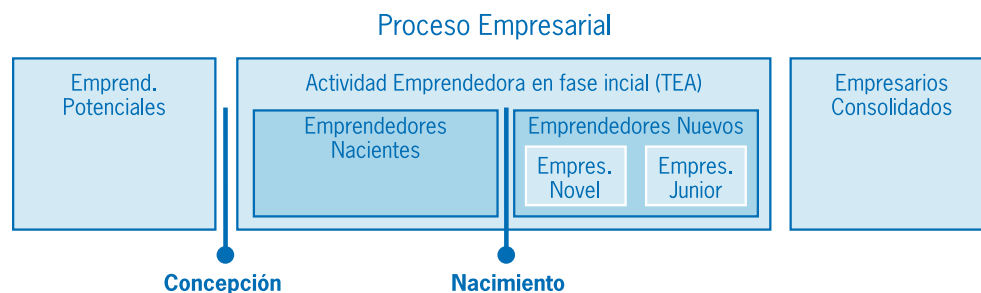 Proceso Empresarial
Emprend.
Potenciales
Actividad Emprendedora en fase incial (TEA)
Emprendedores
Nacientes
Emprendedores Nuevos
Empres.
Novel
Empres.
Junior
Empresarios
Consolidados
Concepción
Nacimiento